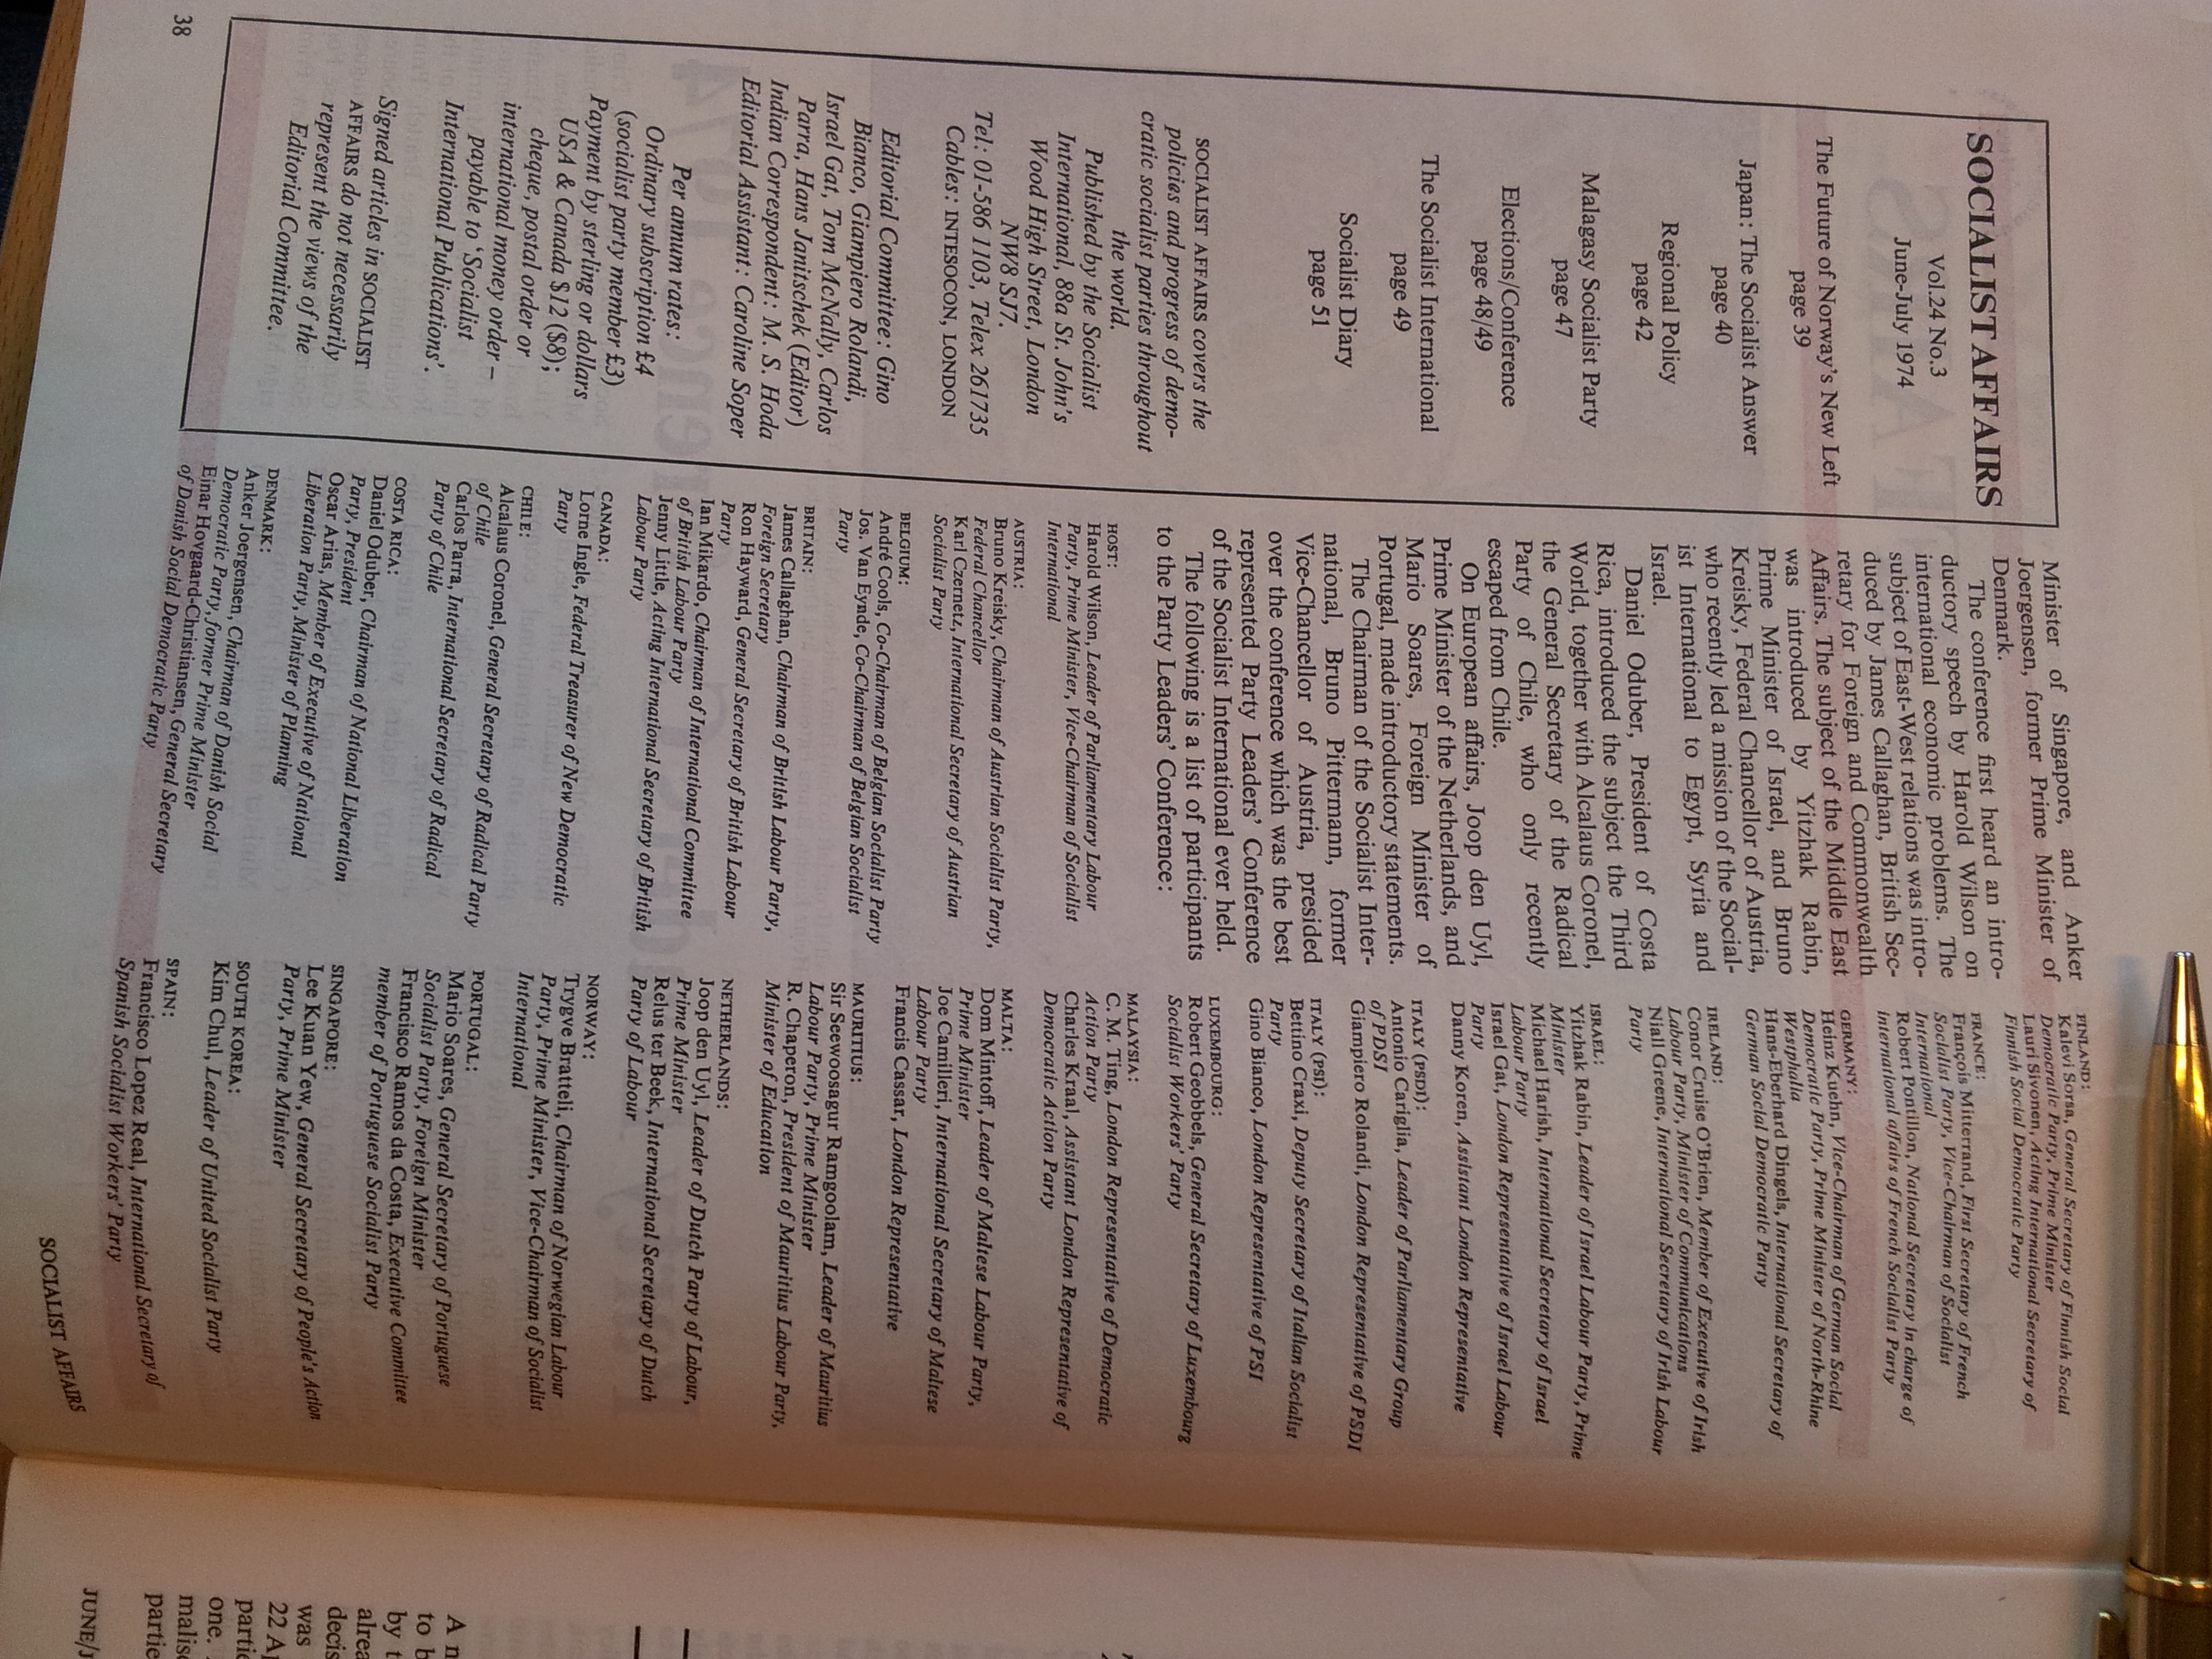 SOCIALIST AFFAIRS
Vol.24 No.3
June-July 1974
The Future of Norway's New Left
page 39
Japan: The Socialist Answer
page 40
Regional Policy
page 42
Malagasy Socialist Party
page 47
Elections/Conference
page 48/49
The Socialist International
page 49
Socialist Diary
page 51
SOCIALIST AFFAIRS covers the
policies and progress of demo-
cratic socialist parties throughout
the world.
Published by the Socialist
International, 88a St. John's
Wood High Street, London
NW8 SJ7.
Tel: 01-586 1103, Telex 261735
Cables: INTESOCON, LONDON
Editorial Committee: Gino
Bianco, Giampiero Rolandi,
Israel Gat, Tom McNally, Carlos
Parra, Hans Janitschek (Editor)
Indian Correspondent: M. S. Hoda
Editorial Assistant: Caroline Soper
Per annum rates:
Ordinary subscription £4
(socialist party member £3)
Payment by sterling or dollars
USA & Canada $12 ($8);
cheque, postal order or
international money order –
payable to 'Socialist
International Publications'.
Signed articles in SOCIALIST
AFFAIRS do not necessarily
represent the views of the
Editorial Committee.
38
Minister of Singapore, and Anker
Joergensen, former Prime Minister of
Denmark.
The conference first heard an intro-
ductory speech by Harold Wilson on
international economic problems. The
subject of East-West relations was intro-
duced by James Callaghan, British Sec-
retary for Foreign and Commonwealth
Affairs. The subject of the Middle East
was introduced by Yitzhak Rabin,
Prime Minister of Israel, and Bruno
Kreisky, Federal Chancellor of Austria,
who recently led a mission of the Social-
ist International to Egypt, Syria and
Israel.
Daniel Oduber, President of Costa
Rica, introduced the subject the Third
World, together with Alcalaus Coronel,
the General Secretary of the Radical
Party of Chile, who only recently
escaped from Chile.
On European affairs, Joop den Uyl,
Prime Minister of the Netherlands, and
Mario Soares, Foreign Minister of
Portugal, made introductory statements.
The Chairman of the Socialist Inter-
national, Bruno Pittermann, former
Vice-Chancellor of Austria, presided
over the conference which was the best
represented Party Leaders' Conference
of the Socialist International ever held.
The following is a list of participants
to the Party Leaders' Conference:
HOST:
Harold Wilson, Leader of Parliamentary Labour
Party, Prime Minister, Vice-Chairman of Socialist
International
AUSTRIA:
Bruno Kreisky, Chairman of Austrian Socialist Party,
Federal Chancellor
Karl Czernetz, International Secretary of Austrian
Socialist Party
BELGIUM:
André Cools, Co-Chairman of Belgian Socialist Party
Jos. Van Eynde, Co-Chairman of Belgian Socialist
Party
BRITAIN:
James Callaghan, Chairman of British Labour Party,
Foreign Secretary
Ron Hayward, General Secretary of British Labour
Party
Ian Mikardo, Chairman of International Committee
of British Labour Party
Jenny Little, Acting International Secretary of British
Labour Party
CANADA:
Lorne Ingle, Federal Treasurer of New Democratic
Party
CHILE:
Alcalaus Coronel, General Secretary of Radical Party
of Chile
Carlos Parra, International Secretary of Radical
Party of Chile
COSTA RICA:
Daniel Oduber, Chairman of National Liberation
Party, President
Oscar Arias, Member of Executive of National
Liberation Party, Minister of Planning
DENMARK:
Anker Joergensen, Chairman of Danish Social
Democratic Party, former Prime Minister
Einar Hovgaard-Christiansen, General Secretary
of Danish Social Democratic Party
FINLAND:
Kalevi Sorsa, General Secretary of Finnish Social
Democratic Party, Prime Minister
Lauri Sivonen, Acting International Secretary of
Finnish Social Democratic Party
FRANCE:
François Mitterrand, First Secretary of French
Socialist Party, Vice-Chairman of Socialist
International
Robert Pontillon, National Secretary in charge of
international affairs of French Socialist Party
GERMANY:
Heinz Kuehn, Vice-Chairman of German Social
Democratic Party, Prime Minister of North-Rhine
Westphalia
Hans-Eberhard Dingels, International Secretary of
German Social Democratic Party
IRELAND:
Conor Cruise O'Brien, Member of Executive of Irish
Labour Party, Minister of Communications
Niall Greene, International Secretary of Irish Labour
Party
ISRAEL:
Yitzhak Rabin, Leader of Israel Labour Party, Prime
Minister
Michael Harish, International Secretary of Israel
Labour Party
Israel Gat, London Representative of Israel Labour
Party
Danny Koren, Assistant London Representative
ITALY (PSDI):
Antonio Cariglia, Leader of Parliamentary Group
of PDSI
Giampiero Rolandi, London Representative of PSDI
ITALY (PSI):
Bettino Craxi, Deputy Secretary of Italian Socialist
Party
Gino Bianco, London Representative of PSI
LUXEMBOURG:
Robert Goebbels, General Secretary of Luxembourg
Socialist Workers' Party
MALAYSIA:
C. M. Ting, London Representative of Democratic
Action Party
Charles Kraal, Assistant London Representative of
Democratic Action Party
MALTA:
Dom Mintoff, Leader of Maltese Labour Party,
Prime Minister
Joe Camilleri, International Secretary of Maltese
Labour Party
Francis Cassar, London Representative
MAURITIUS:
Sir Seewoosagur Ramgoolam, Leader of Mauritius
Labour Party, Prime Minister
R. Chaperon, President of Mauritius Labour Party,
Minister of Education
NETHERLANDS:
Joop den Uyl, Leader of Dutch Party of Labour,
Prime Minister
Relus ter Beek, International Secretary of Dutch
Party of Labour
NORWAY:
Trygve Bratteli, Chairman of Norwegian Labour
Party, Prime Minister, Vice-Chairman of Socialist
International
PORTUGAL:
Mario Soares, General Secretary of Portuguese
Socialist Party, Foreign Minister
Francisco Ramos da Costa, Executive Committee
member of Portuguese Socialist Party
SINGAPORE:
Lee Kuan Yew, General Secretary of People's Action
Party, Prime Minister
SOUTH KOREA:
Kim Chul, Leader of United Socialist Party
SPAIN:
Francisco Lopez Real, International Secretary of
Spanish Socialist Workers' Party
SOCIALIST AFFAIRS
A n
to b
by t
alrea
decis
was
22 Ap
partic
one.
malise
partie
JUNE/J